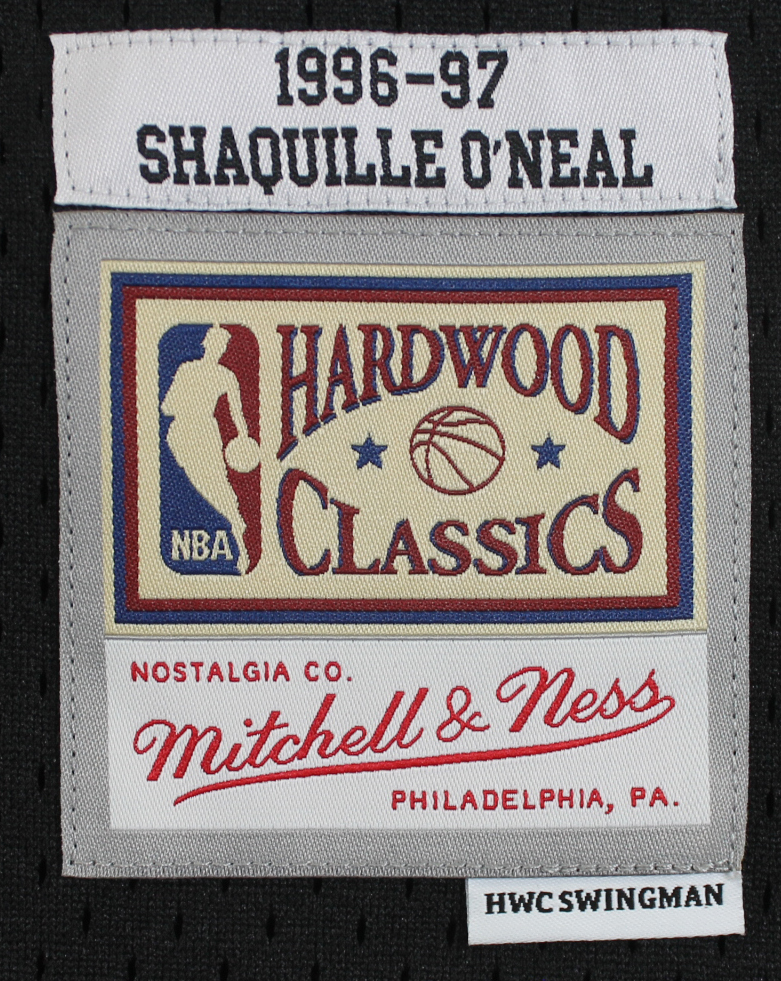 1996-97
SHAQUILLE O'NEAL
HARDWOOD
CLASSICS
NBA
NOSTALGIA CO.
Mitchell & Ness
PHILADELPHIA, PA.
HWC SWINGMAN